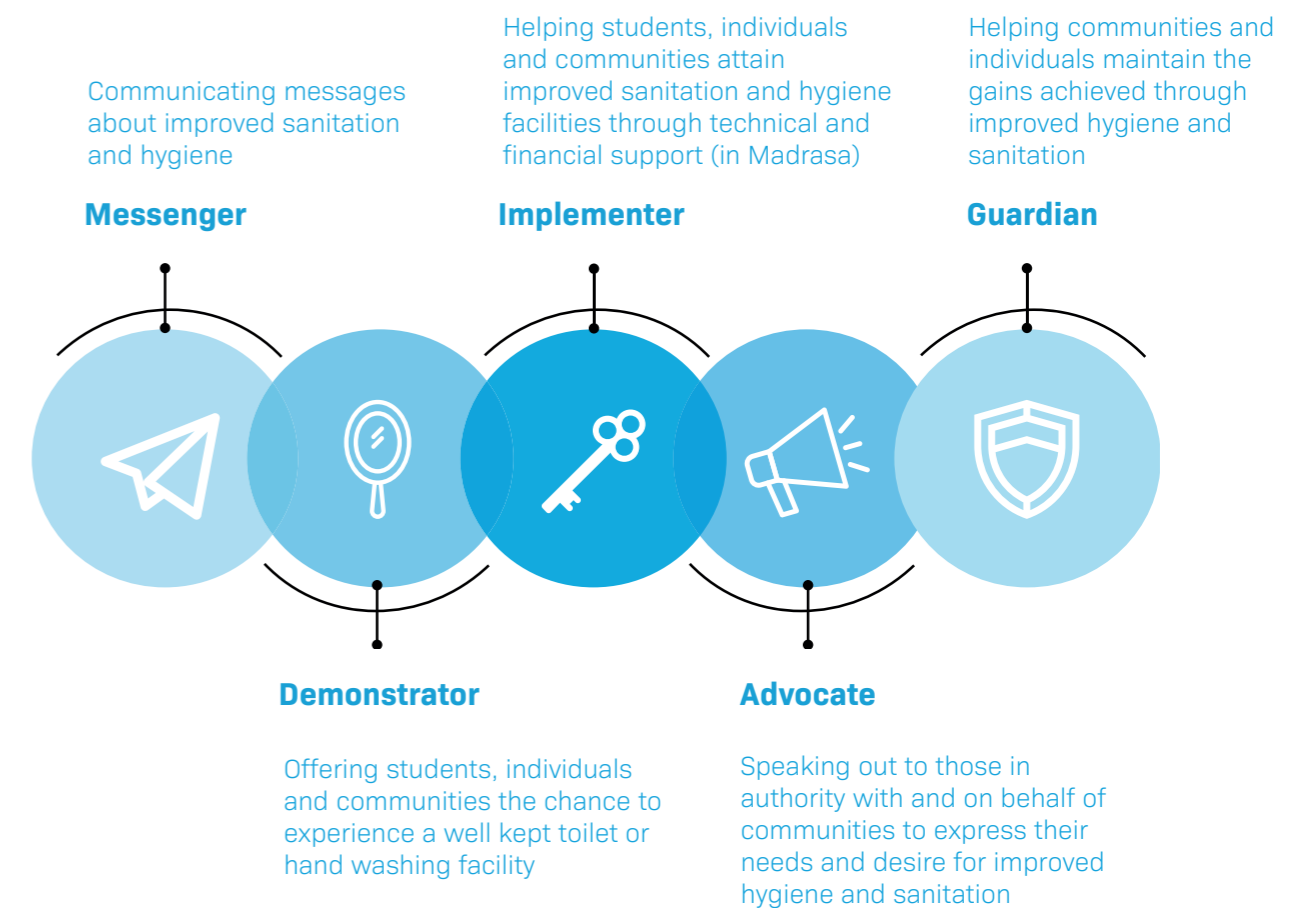 Communicating messages
about improved sanitation
and hygiene
Messenger
Helping students, individuals
and communities attain
improved sanitation and hygiene
facilities through technical and
financial support (in Madrasa)
Implementer
Helping communities and
individuals maintain the
gains achieved through
improved hygiene and
sanitation
Guardian
Demonstrator
Offering students, individuals
and communities the chance to
experience a well kept toilet or
hand washing facility
Advocate
Speaking out to those in
authority with and on behalf of
communities to express their
needs and desire for improved
hygiene and sanitation